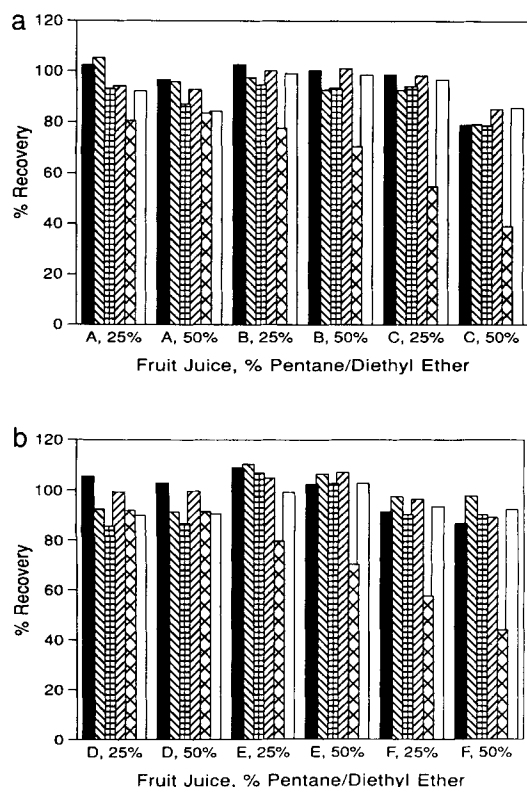 a
120
100
80
60
40
20
0
% Recovery
A, 25% A, 50% B, 25% B, 50% C, 25% C, 50%
Fruit Juice, % Pentane/Diethyl Ether
b
120
100
80
60
40
20
0
% Recovery
D, 25% D, 50% E, 25% E, 50% F, 25% F, 50%
Fruit Juice, % Pentane/Diethyl Ether